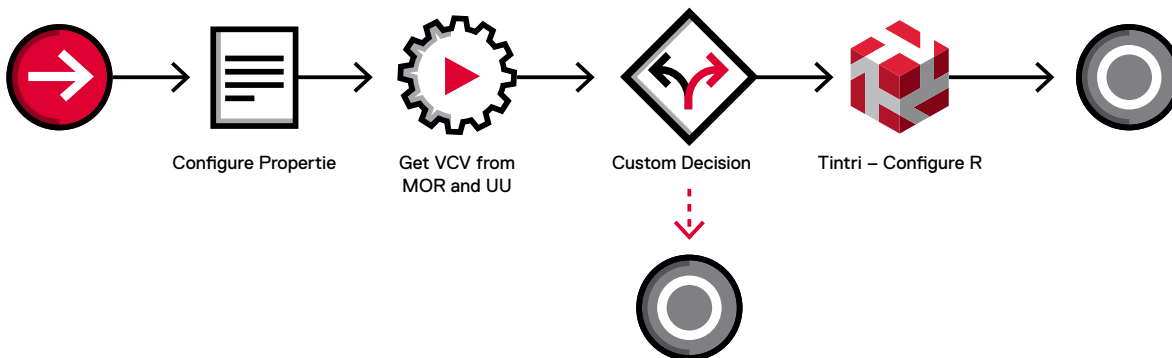 Configure Propertie
Get VCV from
MOR and UU
Custom Decision
Tintri – Configure R